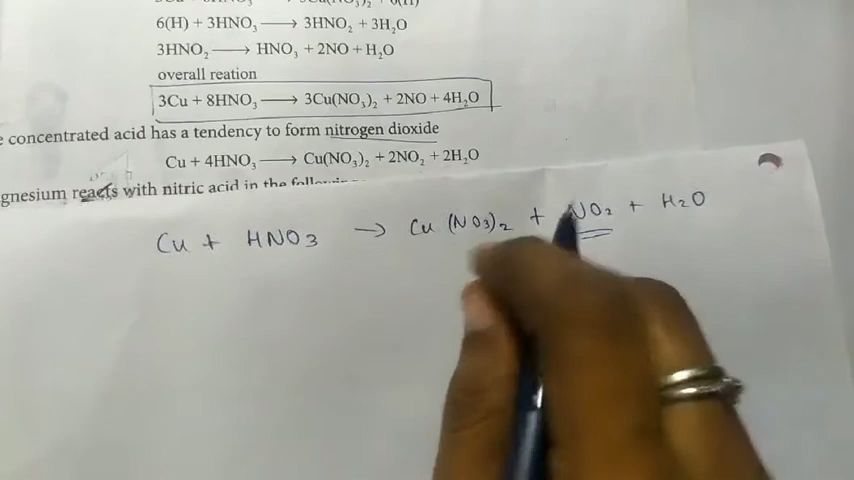 6(H) + 3HNO₃ ⟶ 3HNO₂ + 3H₂O
3HNO₂ ⟶ HNO₃ + 2NO + H₂O
overall reation
3Cu + 8HNO₃ ⟶ 3Cu(NO₃)₂ + 2NO + 4H₂O
concentrated acid has a tendency to form nitrogen dioxide
Cu + 4HNO₃ ⟶ Cu(NO₃)₂ + 2NO₂ + 2H₂O
gnesium reacts with nitric acid in the
Cu + HNO₃ → Cu (NO₃)₂ + NO₂ + H₂O